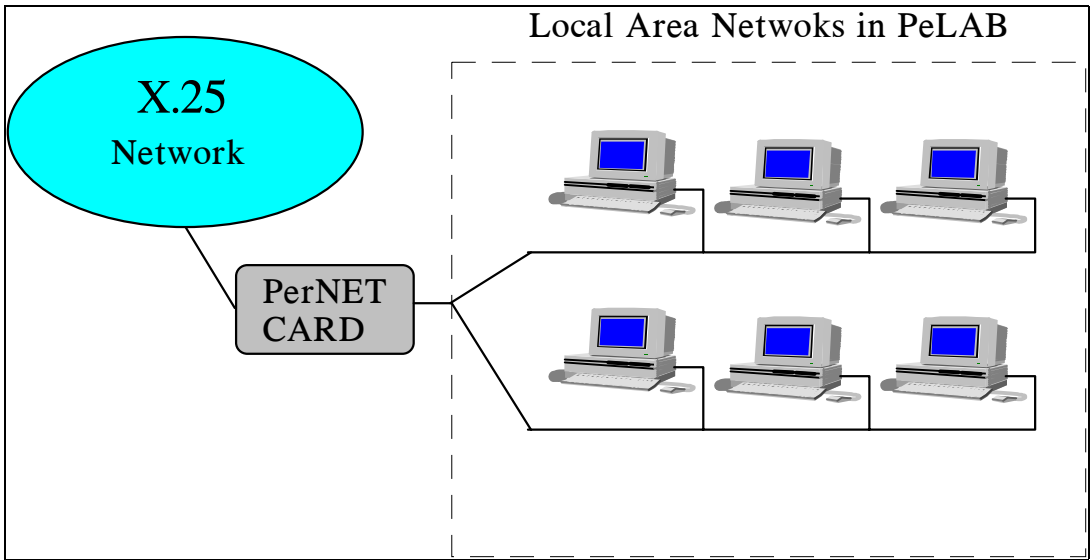 Local Area Netwoks in PeLAB
X.25
Network
PerNET
CARD